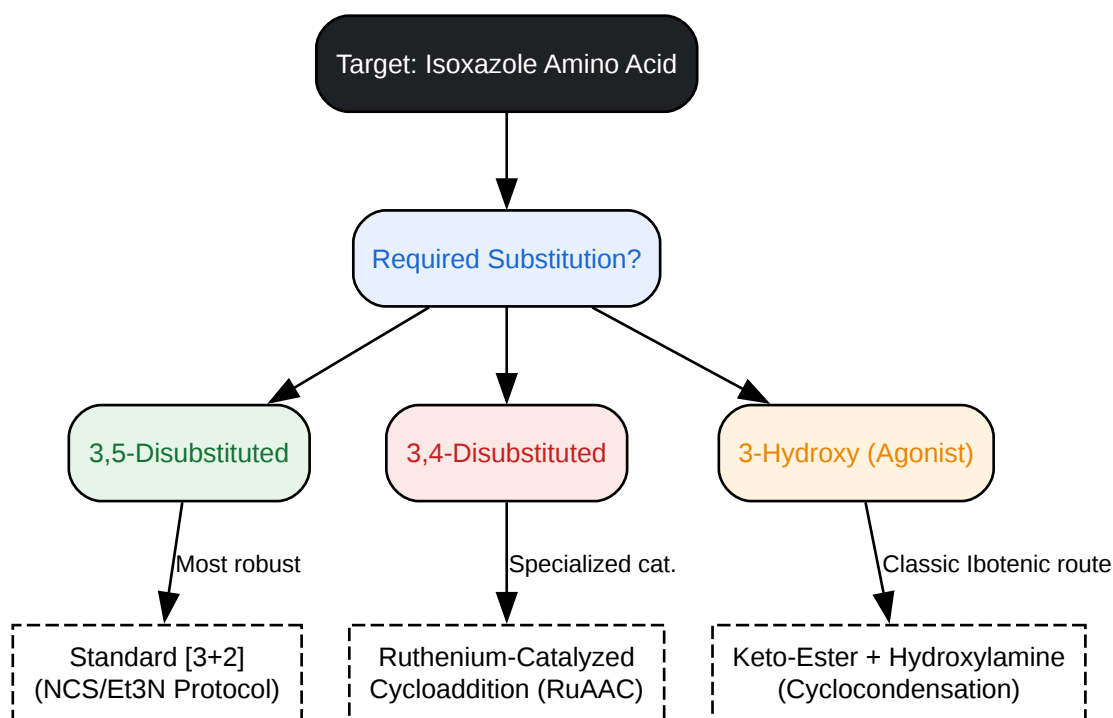 Target: Isoxazole Amino Acid
Required Substitution?
3,5-Disubstituted
3,4-Disubstituted
3-Hydroxy (Agonist)
Most robust
Specialized cat.
Classic Ibotenic route
Standard [3+2]
(NCS/Et3N Protocol)
Ruthenium-Catalyzed
Cycloaddition (RuAAC)
Keto-Ester + Hydroxylamine
(Cyclocondensation)